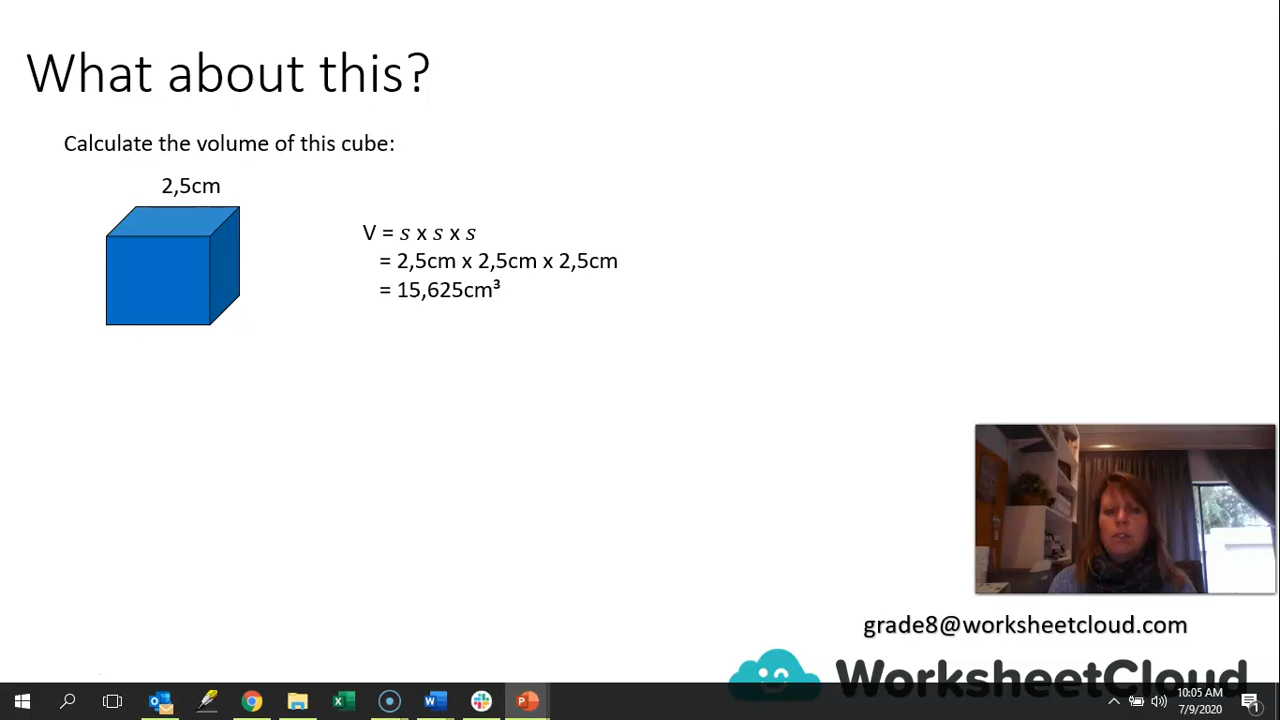 What about this?
Calculate the volume of this cube:
2,5cm
V = s x s x s
= 2,5cm x 2,5cm x 2,5cm
= 15,625cm³
grade8@worksheetcloud.com
WorksheetCloud
10:05 AM
7/9/2020